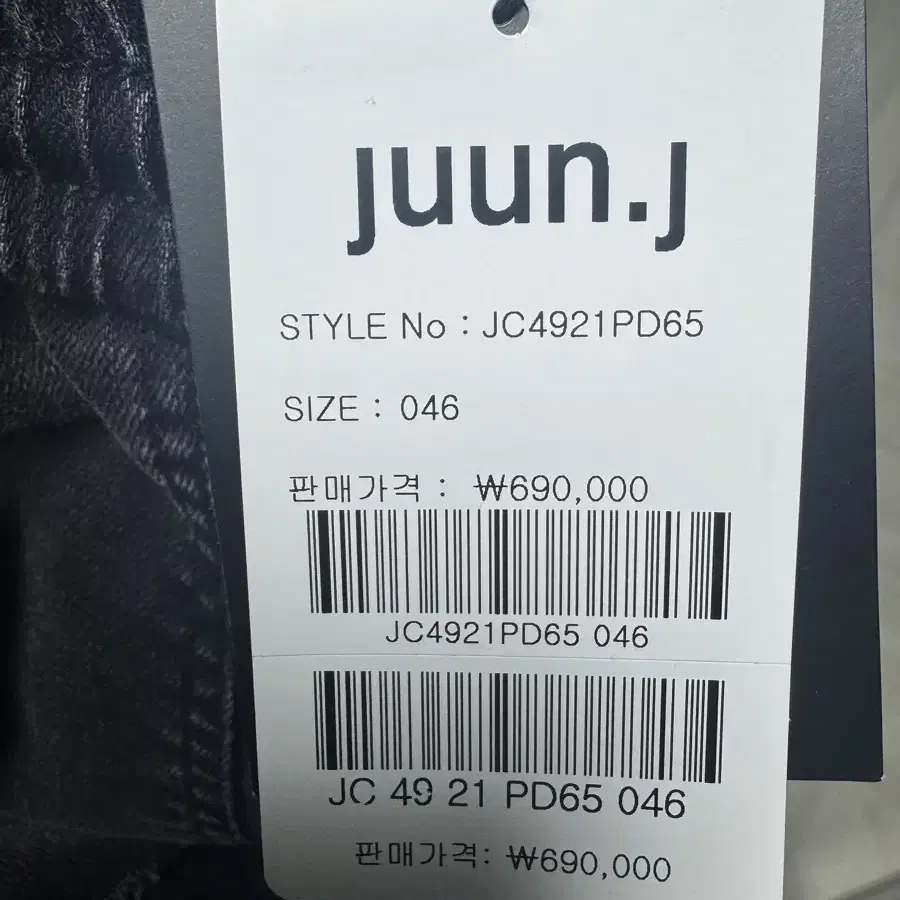 juun.j
STYLE No : JC4921PD65
SIZE : 046
판매가격 : ₩690,000
JC4921PD65 046
JC 49 21 PD65 046
판매가격: ₩690,000